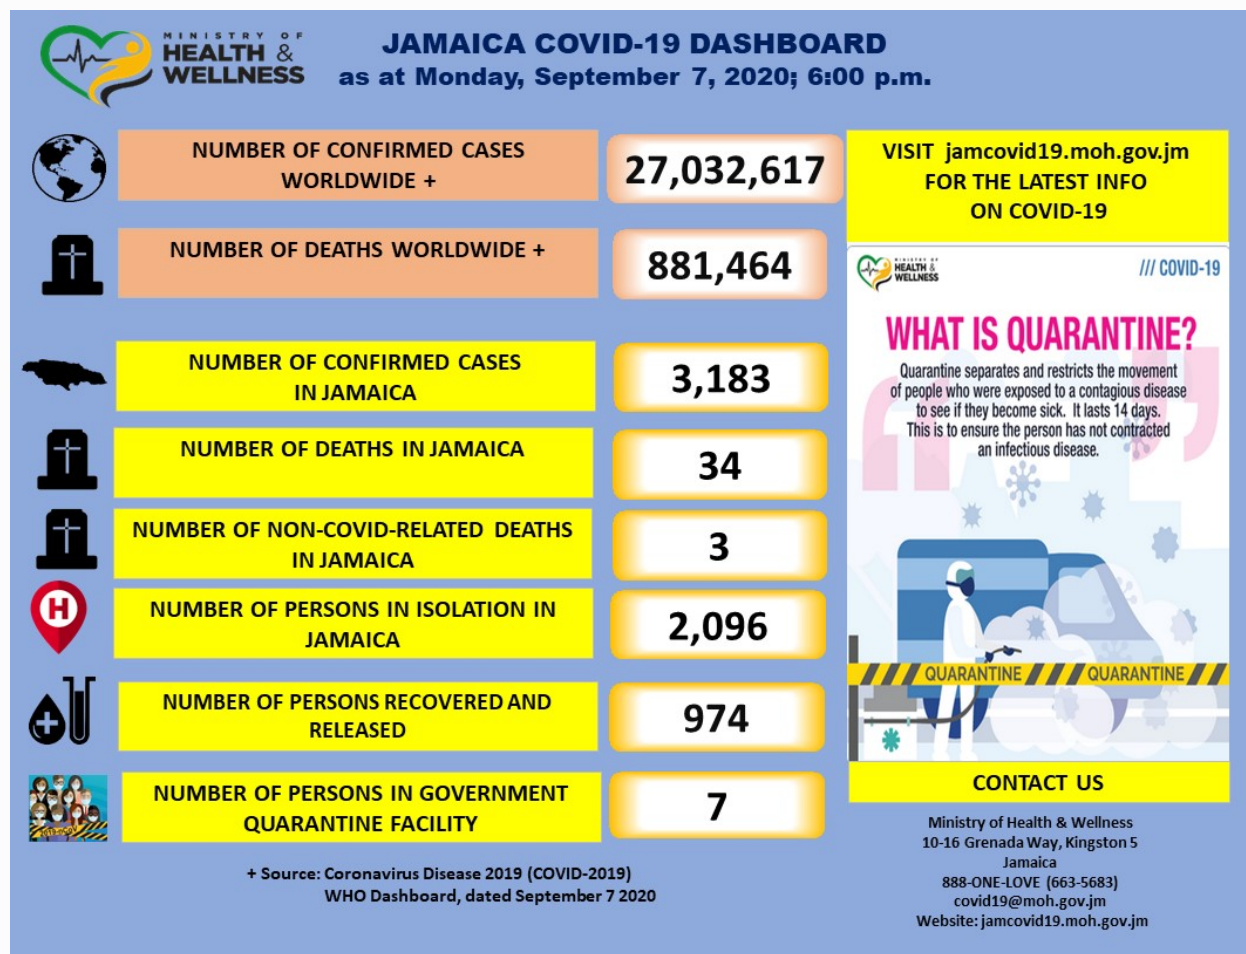 MINISTRY OF
HEALTH &
WELLNESS
JAMAICA COVID-19 DASHBOARD
as at Monday, September 7, 2020; 6:00 p.m.
NUMBER OF CONFIRMED CASES
WORLDWIDE +
27,032,617
NUMBER OF DEATHS WORLDWIDE +
881,464
NUMBER OF CONFIRMED CASES
IN JAMAICA
3,183
NUMBER OF DEATHS IN JAMAICA
34
NUMBER OF NON-COVID-RELATED DEATHS
IN JAMAICA
3
H
NUMBER OF PERSONS IN ISOLATION IN
JAMAICA
2,096
NUMBER OF PERSONS RECOVERED AND
RELEASED
974
NUMBER OF PERSONS IN GOVERNMENT
QUARANTINE FACILITY
7
+ Source: Coronavirus Disease 2019 (COVID-2019)
WHO Dashboard, dated September 7 2020
VISIT jamcovid19.moh.gov.jm
FOR THE LATEST INFO
ON COVID-19
MINISTRY OF
HEALTH &
WELLNESS
/// COVID-19
WHAT IS QUARANTINE?
Quarantine separates and restricts the movement
of people who were exposed to a contagious disease
to see if they become sick. It lasts 14 days.
This is to ensure the person has not contracted
an infectious disease.
QUARANTINE QUARANTINE
CONTACT US
Ministry of Health & Wellness
10-16 Grenada Way, Kingston 5
Jamaica
888-ONE-LOVE (663-5683)
covid19@moh.gov.jm
Website: jamcovid19.moh.gov.jm